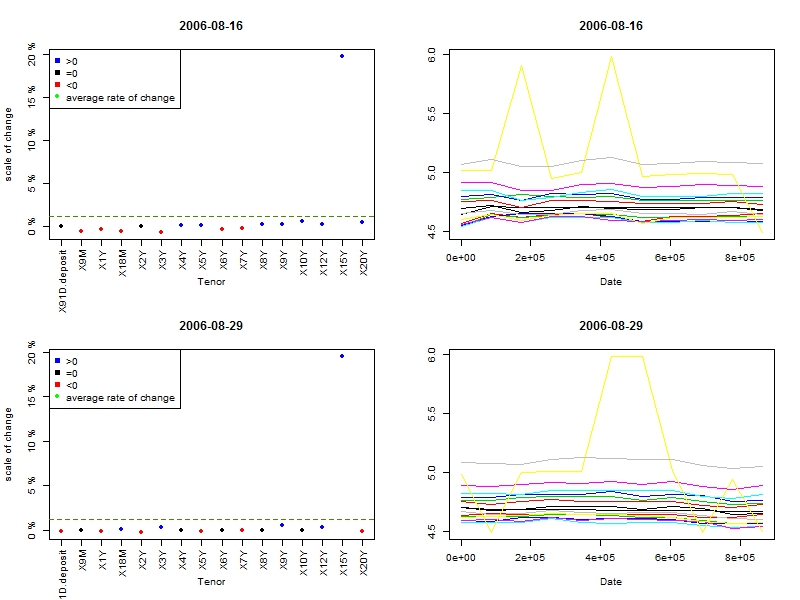 2006-08-16
scale of change
0 %
5 %
10 %
15 %
20 %
>0
=0
<0
average rate of change
X91D.deposit
X9M
X1Y
X18M
X2Y
X3Y
X4Y
X5Y
X6Y
X7Y
X8Y
X9Y
X10Y
X12Y
X15Y
X20Y
Tenor
2006-08-16
6.0
5.5
5.0
4.5
0e+00
2e+05
4e+05
6e+05
8e+05
Date
2006-08-29
scale of change
0 %
5 %
10 %
15 %
20 %
>0
=0
<0
average rate of change
1D.deposit
X9M
X1Y
X18M
X2Y
X3Y
X4Y
X5Y
X6Y
X7Y
X8Y
X9Y
X10Y
X12Y
X15Y
X20Y
Tenor
2006-08-29
6.0
5.5
5.0
4.5
0e+00
2e+05
4e+05
6e+05
8e+05
Date